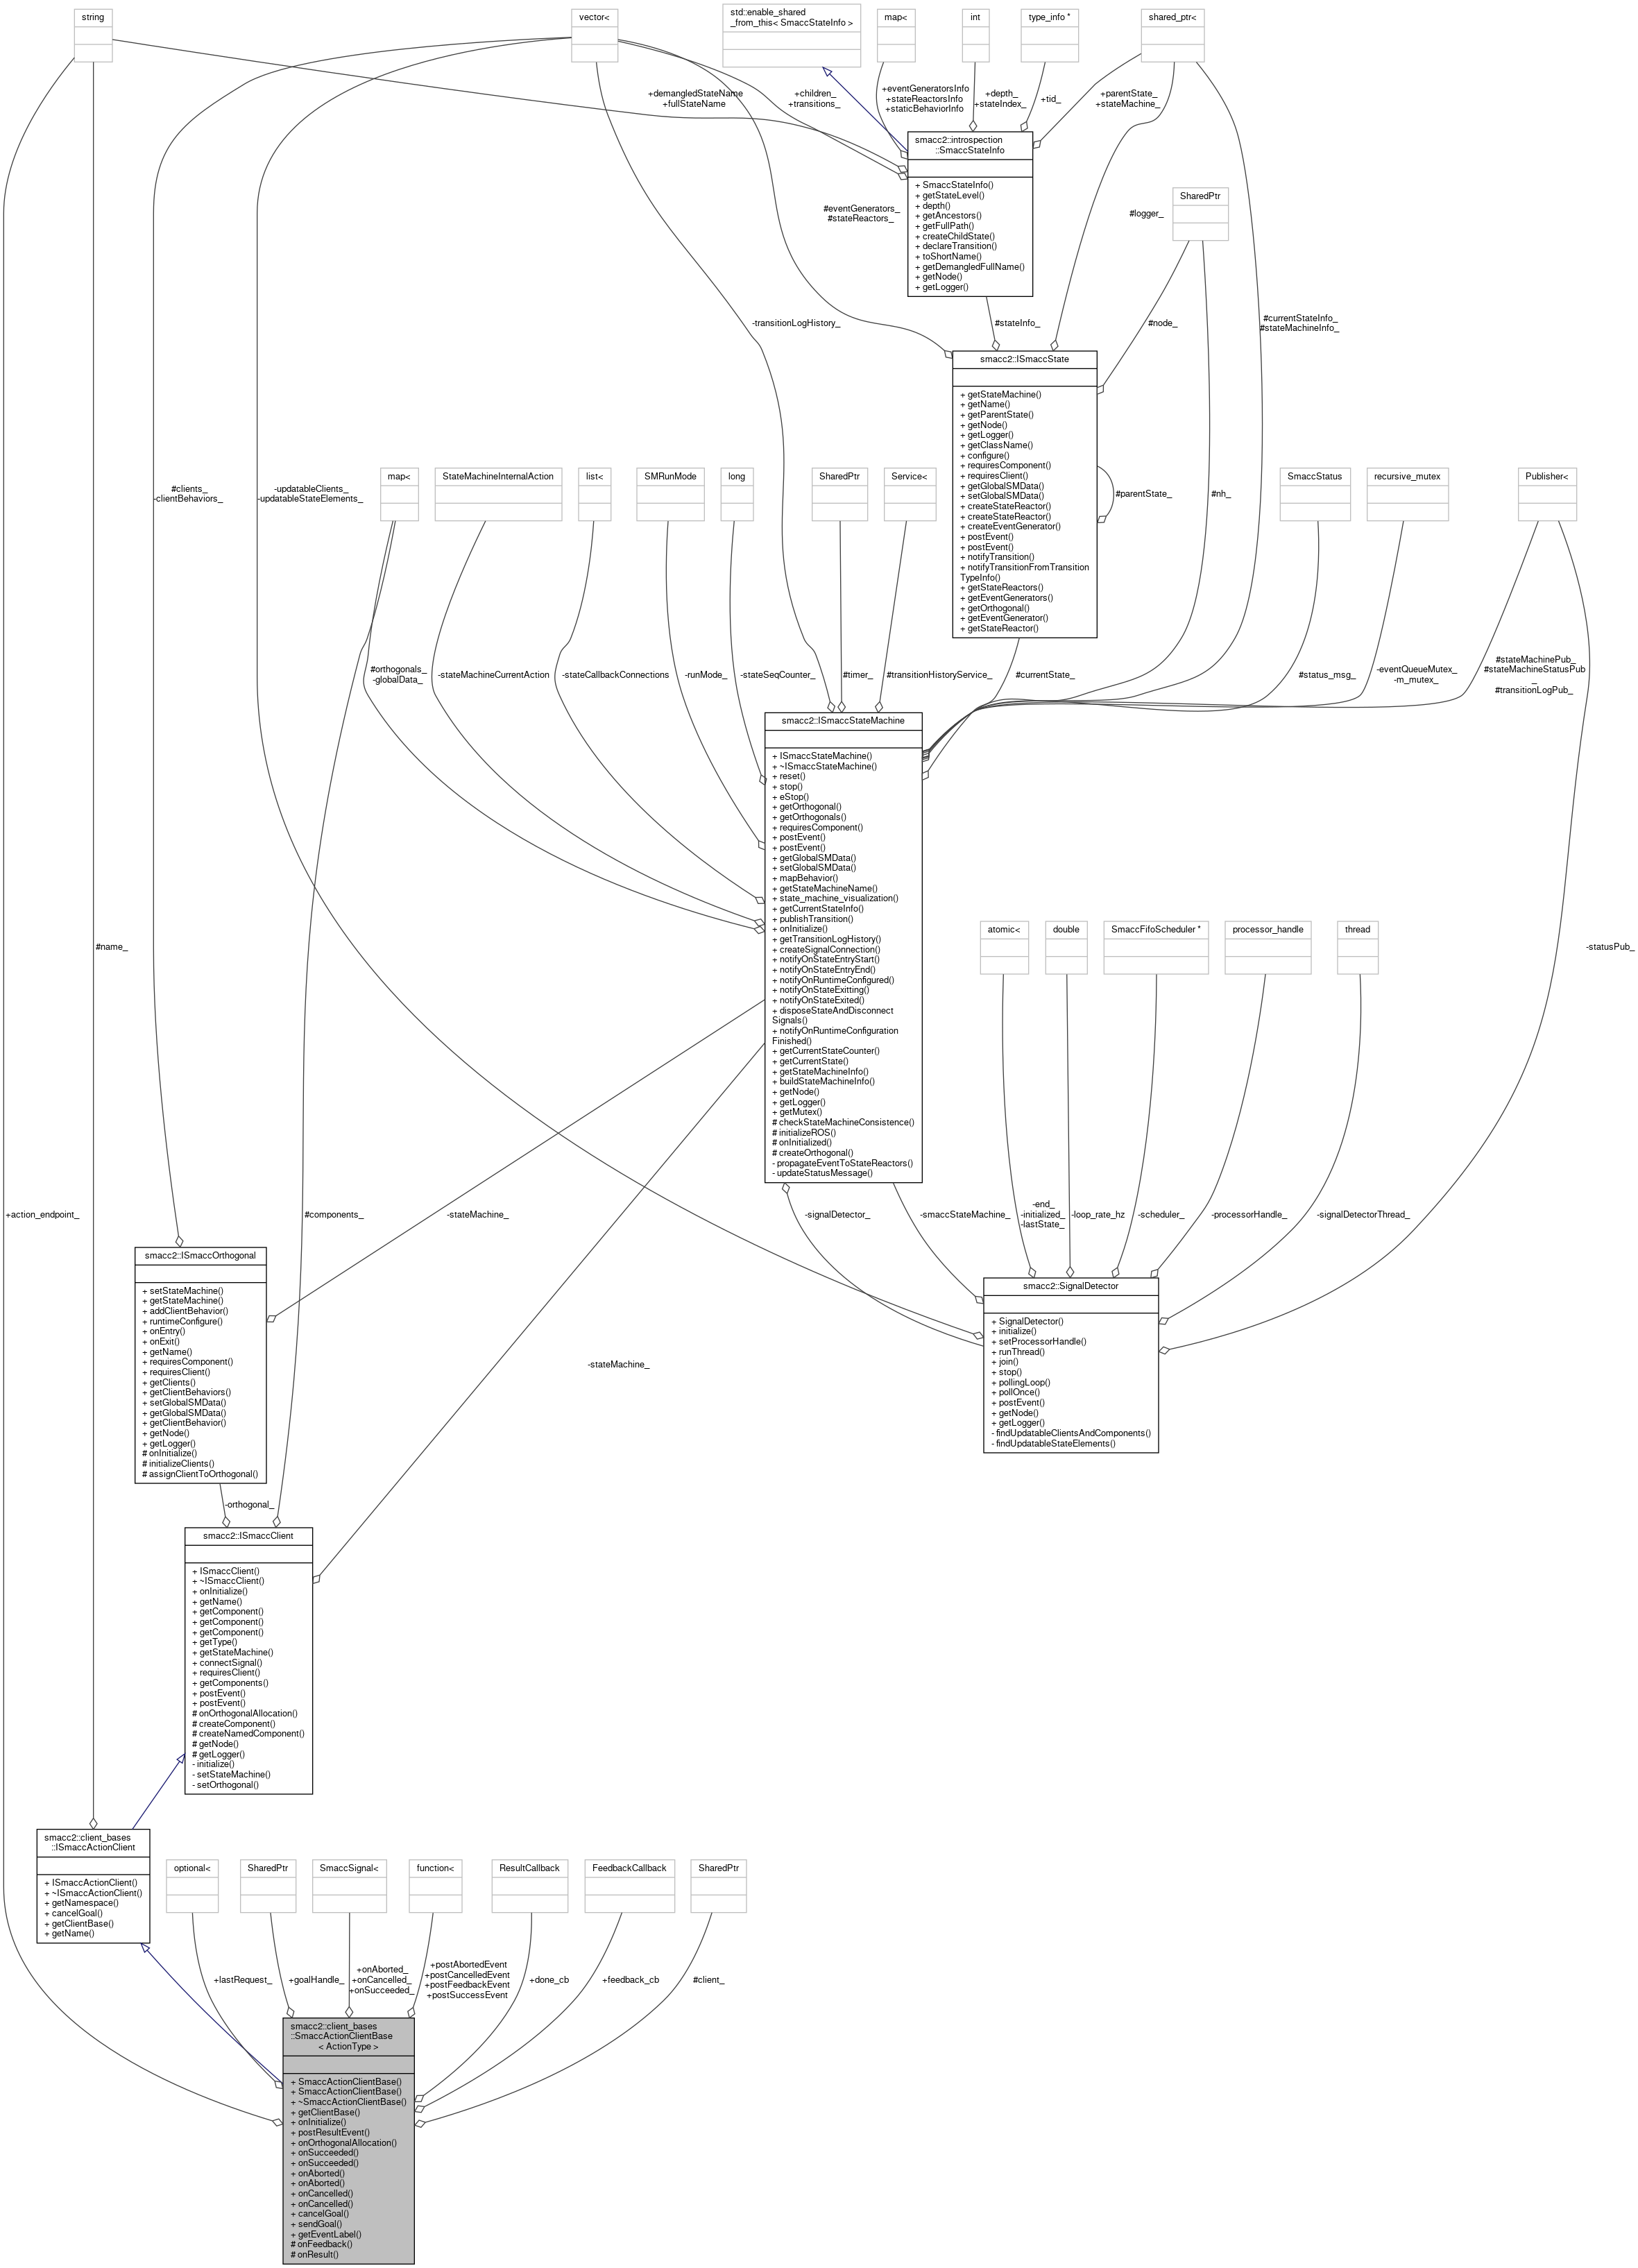 string
vector<
std::enable_shared
_from_this< SmaccStateInfo >
map<
int
type_info *
shared_ptr<
+demangledStateName
+fullStateName
+children_
+transitions_
+eventGeneratorsInfo
+stateReactorsInfo
+staticBehaviorInfo
+depth_
+stateIndex_
+tid_
+parentState_
+stateMachine_
smacc2::introspection
::SmaccStateInfo
+ SmaccStateInfo()
+ getStateLevel()
+ depth()
+ getAncestors()
+ getFullPath()
+ createChildState()
+ declareTransition()
+ toShortName()
+ getDemangledFullName()
+ getNode()
+ getLogger()
#eventGenerators_
#stateReactors_
SharedPtr
#logger_
-transitionLogHistory_
#stateInfo_
#node_
#currentStateInfo_
#stateMachineInfo_
smacc2::ISmaccState
+ getStateMachine()
+ getName()
+ getParentState()
+ getNode()
+ getLogger()
+ getClassName()
+ configure()
+ requiresComponent()
+ requiresClient()
+ getGlobalSMData()
+ setGlobalSMData()
+ createStateReactor()
+ createStateReactor()
+ createEventGenerator()
+ postEvent()
+ postEvent()
+ notifyTransition()
+ notifyTransitionFromTransition
TypeInfo()
+ getStateReactors()
+ getEventGenerators()
+ getOrthogonal()
+ getEventGenerator()
+ getStateReactor()
#parentState_
#nh_
#clients_
-clientBehaviors_
-updatableClients_
-updatableStateElements_
map<
StateMachineInternalAction
list<
SMRunMode
long
SharedPtr
Service<
SmaccStatus
recursive_mutex
Publisher<
#orthogonals_
-globalData_
-stateMachineCurrentAction
-stateCallbackConnections
-runMode_
-stateSeqCounter_
#timer_
#transitionHistoryService_
#currentState_
#status_msg_
-eventQueueMutex_
-m_mutex_
#stateMachinePub_
#stateMachineStatusPub
_
#transitionLogPub_
smacc2::ISmaccStateMachine
+ ISmaccStateMachine()
+ ~ISmaccStateMachine()
+ reset()
+ stop()
+ eStop()
+ getOrthogonal()
+ getOrthogonals()
+ requiresComponent()
+ postEvent()
+ postEvent()
+ getGlobalSMData()
+ setGlobalSMData()
+ mapBehavior()
+ getStateMachineName()
+ state_machine_visualization()
+ getCurrentStateInfo()
+ publishTransition()
+ onInitialize()
+ getTransitionLogHistory()
+ createSignalConnection()
+ notifyOnStateEntryStart()
+ notifyOnStateEntryEnd()
+ notifyOnRuntimeConfigured()
+ notifyOnStateExitting()
+ notifyOnStateExited()
+ disposeStateAndDisconnect
Signals()
+ notifyOnRuntimeConfiguration
Finished()
+ getCurrentStateCounter()
+ getCurrentState()
+ getStateMachineInfo()
+ buildStateMachineInfo()
+ getNode()
+ getLogger()
+ getMutex()
# checkStateMachineConsistence()
# initializeROS()
# onInitialized()
# createOrthogonal()
- propagateEventToStateReactors()
- updateStatusMessage()
#name_
atomic<
double
SmaccFifoScheduler *
processor_handle
thread
-statusPub_
+action_endpoint_
#components_
-stateMachine_
-signalDetector_
-smaccStateMachine_
-end_
-initialized_
-lastState_
-loop_rate_hz
-scheduler_
-processorHandle_
-signalDetectorThread_
smacc2::ISmaccOrthogonal
+ setStateMachine()
+ getStateMachine()
+ addClientBehavior()
+ runtimeConfigure()
+ onEntry()
+ onExit()
+ getName()
+ requiresComponent()
+ requiresClient()
+ getClients()
+ getClientBehaviors()
+ setGlobalSMData()
+ getGlobalSMData()
+ getClientBehavior()
+ getNode()
+ getLogger()
# onInitialize()
# initializeClients()
# assignClientToOrthogonal()
smacc2::SignalDetector
+ SignalDetector()
+ initialize()
+ setProcessorHandle()
+ runThread()
+ join()
+ stop()
+ pollingLoop()
+ pollOnce()
+ postEvent()
+ getNode()
+ getLogger()
- findUpdatableClientsAndComponents()
- findUpdatableStateElements()
-stateMachine_
-orthogonal_
smacc2::ISmaccClient
+ ISmaccClient()
+ ~ISmaccClient()
+ onInitialize()
+ getName()
+ getComponent()
+ getComponent()
+ getComponent()
+ getType()
+ getStateMachine()
+ connectSignal()
+ requiresClient()
+ getComponents()
+ postEvent()
+ postEvent()
# onOrthogonalAllocation()
# createComponent()
# createNamedComponent()
# getNode()
# getLogger()
- initialize()
- setStateMachine()
- setOrthogonal()
smacc2::client_bases
::ISmaccActionClient
+ ISmaccActionClient()
+ ~ISmaccActionClient()
+ getNamespace()
+ cancelGoal()
+ getClientBase()
+ getName()
optional<
SharedPtr
SmaccSignal<
function<
ResultCallback
FeedbackCallback
SharedPtr
+lastRequest_
+goalHandle_
+onAborted_
+onCancelled_
+onSucceeded_
+postAbortedEvent
+postCancelledEvent
+postFeedbackEvent
+postSuccessEvent
+done_cb
+feedback_cb
#client_
smacc2::client_bases
::SmaccActionClientBase
< ActionType >
+ SmaccActionClientBase()
+ SmaccActionClientBase()
+ ~SmaccActionClientBase()
+ getClientBase()
+ onInitialize()
+ postResultEvent()
+ onOrthogonalAllocation()
+ onSucceeded()
+ onSucceeded()
+ onAborted()
+ onAborted()
+ onCancelled()
+ onCancelled()
+ cancelGoal()
+ sendGoal()
+ getEventLabel()
# onFeedback()
# onResult()